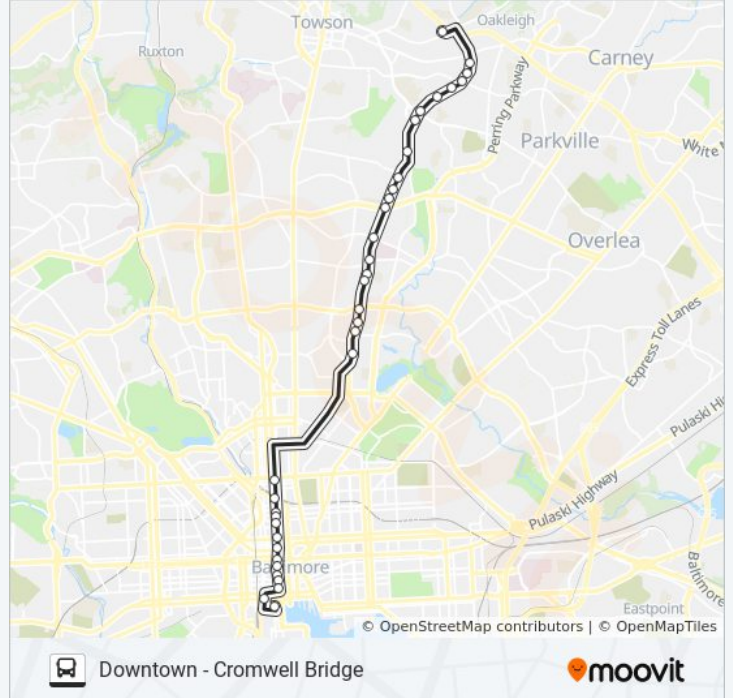 Towson
Oakleigh
Ruxton
Carney
Perring Parkway
Parkville
White
Overlea
Express Toll Lanes
Pulaski Hi
Pulaski Highway
Baltimore
Baltimore
Eastpoint
© OpenStreetMap contributors | © OpenMapTiles
Downtown - Cromwell Bridge
moovit